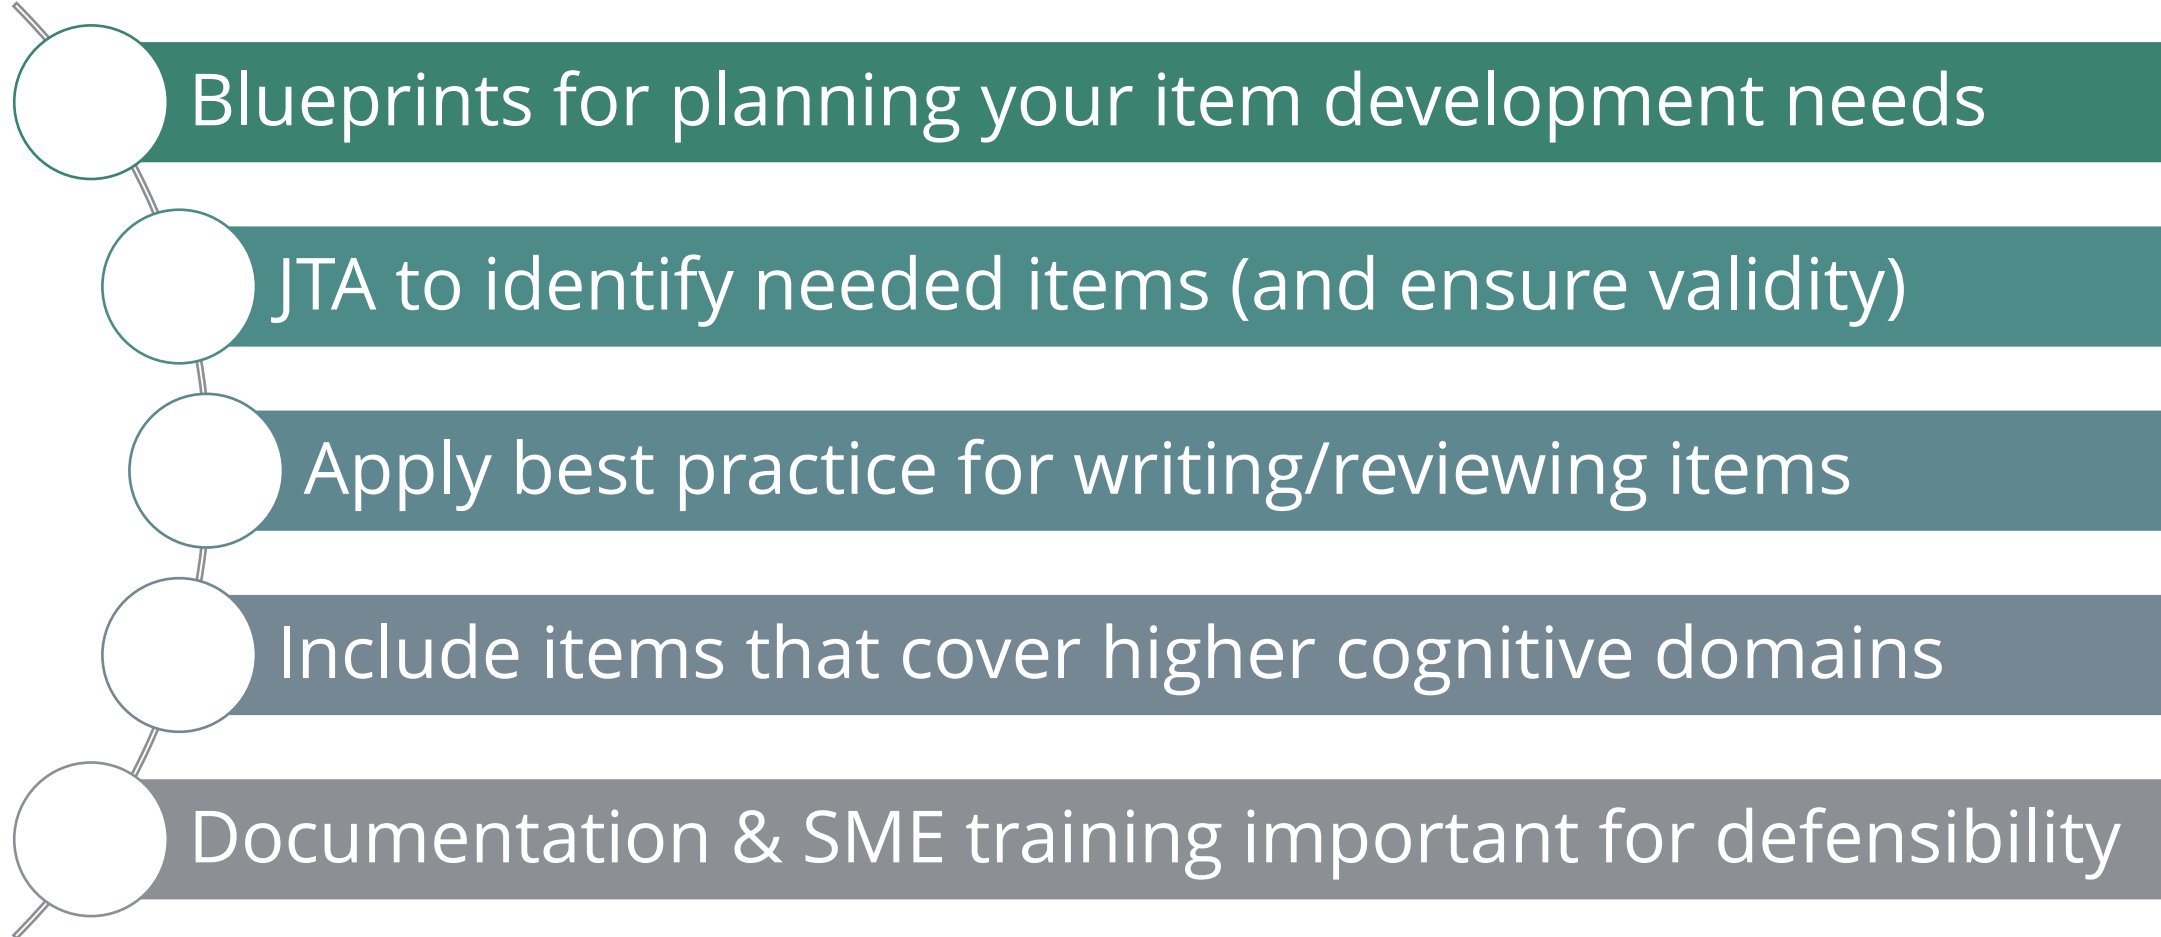 Blueprints for planning your item development needs
JTA to identify needed items (and ensure validity)
Apply best practice for writing/reviewing items
Include items that cover higher cognitive domains
Documentation & SME training important for defensibility